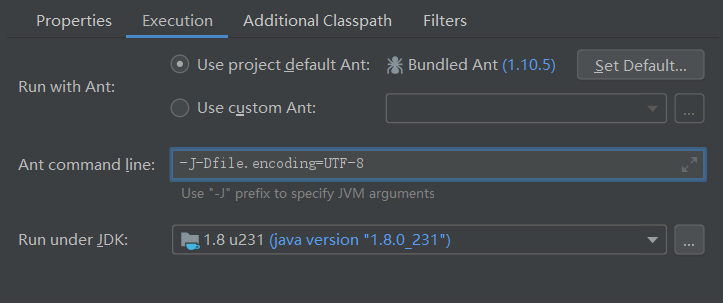 Properties Execution Additional Classpath Filters
Run with Ant:
Use project default Ant: Bundled Ant (1.10.5) Set Default...
Use custom Ant: ...
Ant command line: -J-Dfile.encoding=UTF-8
Use "-J" prefix to specify JVM arguments
Run under JDK: 1.8 u231 (java version "1.8.0_231") ...